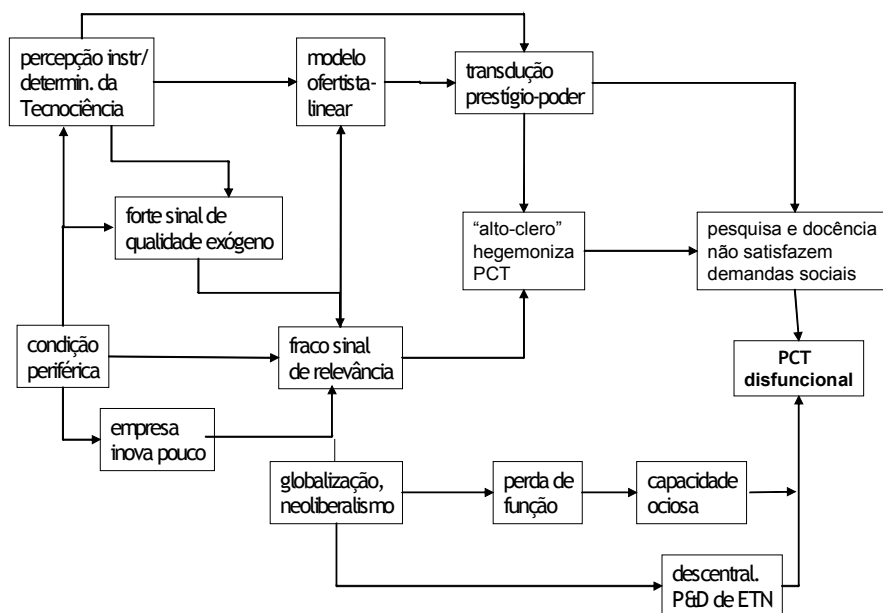 percepção instr/
determin. da
Tecnociência
modelo
ofertista-
linear
transdução
prestígio-poder
forte sinal de
qualidade exógeno
“alto-clero”
hegemoniza
PCT
pesquisa e docência
não satisfazem
demandas sociais
condição
periférica
fraco sinal
de relevância
PCT
disfuncional
empresa
inova pouco
globalização,
neoliberalismo
perda de
função
capacidade
ociosa
descentral.
P&D de ETN